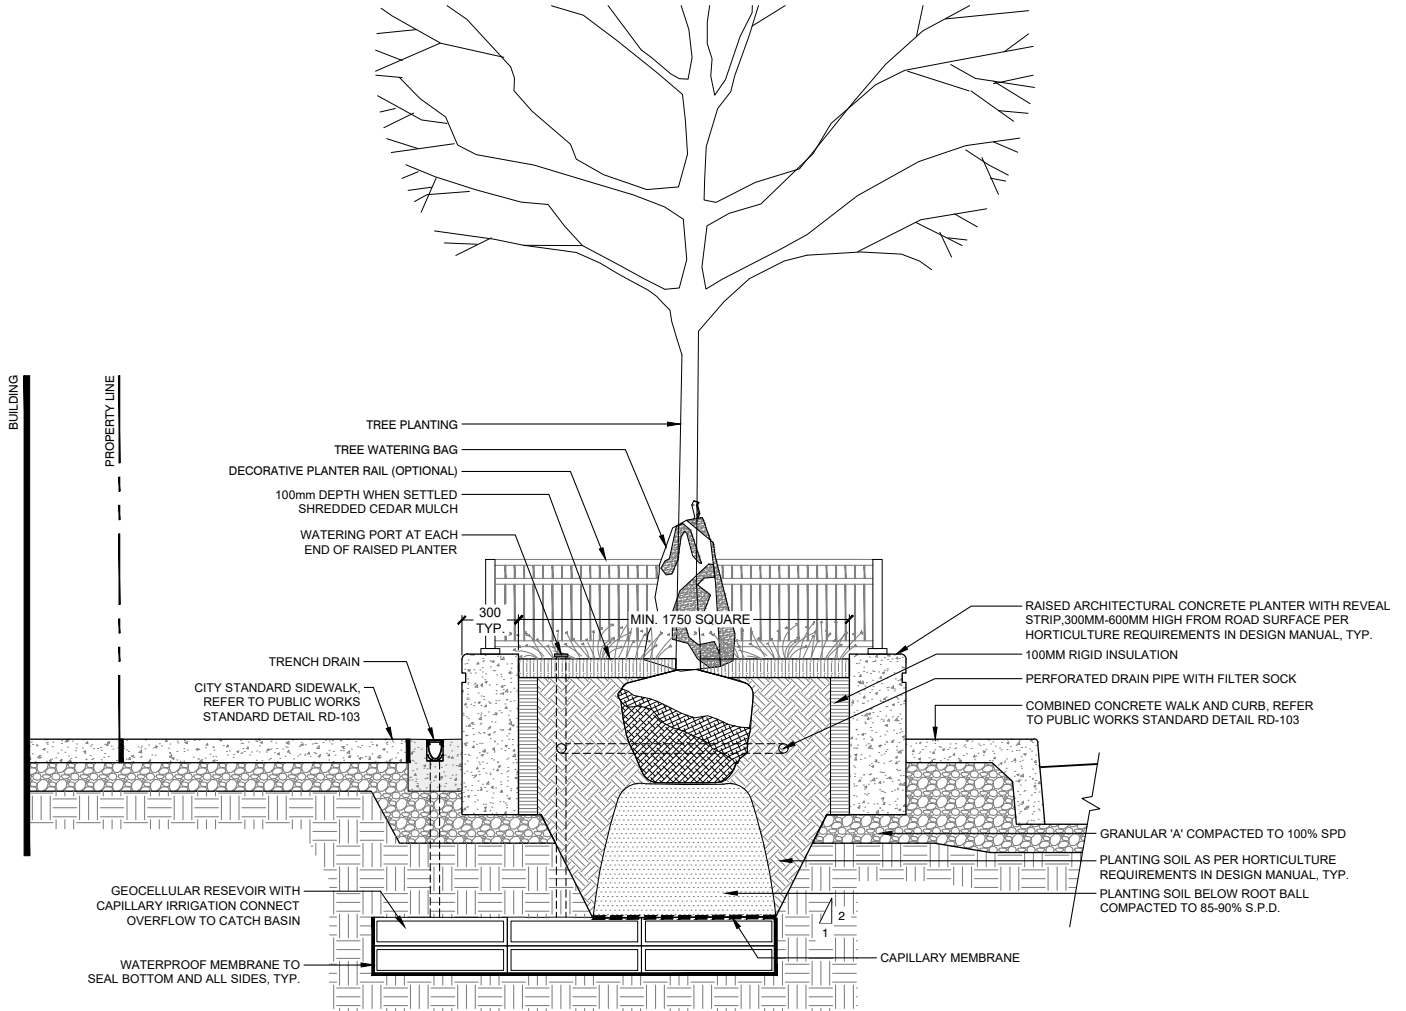 BUILDING
PROPERTY LINE
TREE PLANTING
TREE WATERING BAG
DECORATIVE PLANTER RAIL (OPTIONAL)
100mm DEPTH WHEN SETTLED
SHREDDED CEDAR MULCH
WATERING PORT AT EACH
END OF RAISED PLANTER
300
TYP.
MIN. 1750 SQUARE
TRENCH DRAIN
CITY STANDARD SIDEWALK,
REFER TO PUBLIC WORKS
STANDARD DETAIL RD-103
GEOCELLULAR RESEVOIR WITH
CAPILLARY IRRIGATION CONNECT
OVERFLOW TO CATCH BASIN
WATERPROOF MEMBRANE TO
SEAL BOTTOM AND ALL SIDES, TYP.
RAISED ARCHITECTURAL CONCRETE PLANTER WITH REVEAL
STRIP,300MM-600MM HIGH FROM ROAD SURFACE PER
HORTICULTURE REQUIREMENTS IN DESIGN MANUAL, TYP.
100MM RIGID INSULATION
PERFORATED DRAIN PIPE WITH FILTER SOCK
COMBINED CONCRETE WALK AND CURB, REFER
TO PUBLIC WORKS STANDARD DETAIL RD-103
GRANULAR 'A' COMPACTED TO 100% SPD
PLANTING SOIL AS PER HORTICULTURE
REQUIREMENTS IN DESIGN MANUAL, TYP.
PLANTING SOIL BELOW ROOT BALL
COMPACTED TO 85-90% S.P.D.
2
1
CAPILLARY MEMBRANE